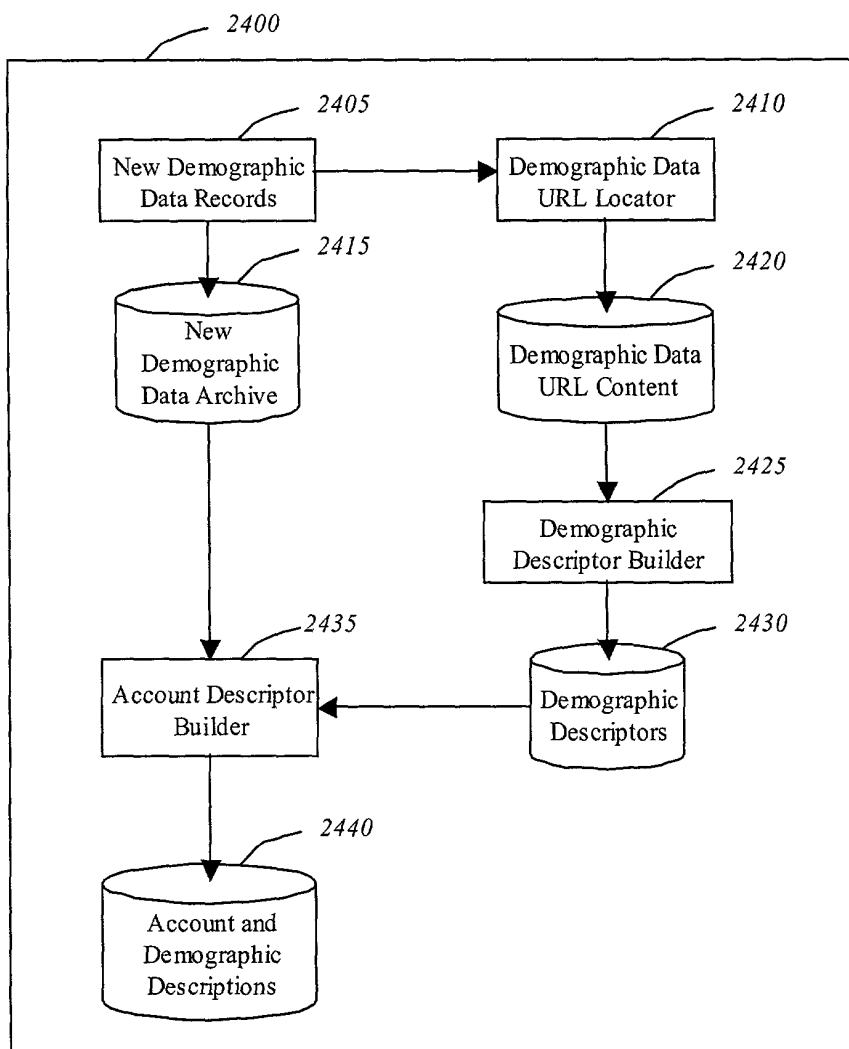 2400
2405
New Demographic
Data Records
2410
Demographic Data
URL Locator
2415
New
Demographic
Data Archive
2420
Demographic Data
URL Content
2425
Demographic
Descriptor Builder
2435
Account Descriptor
Builder
2430
Demographic
Descriptors
2440
Account and
Demographic
Descriptions